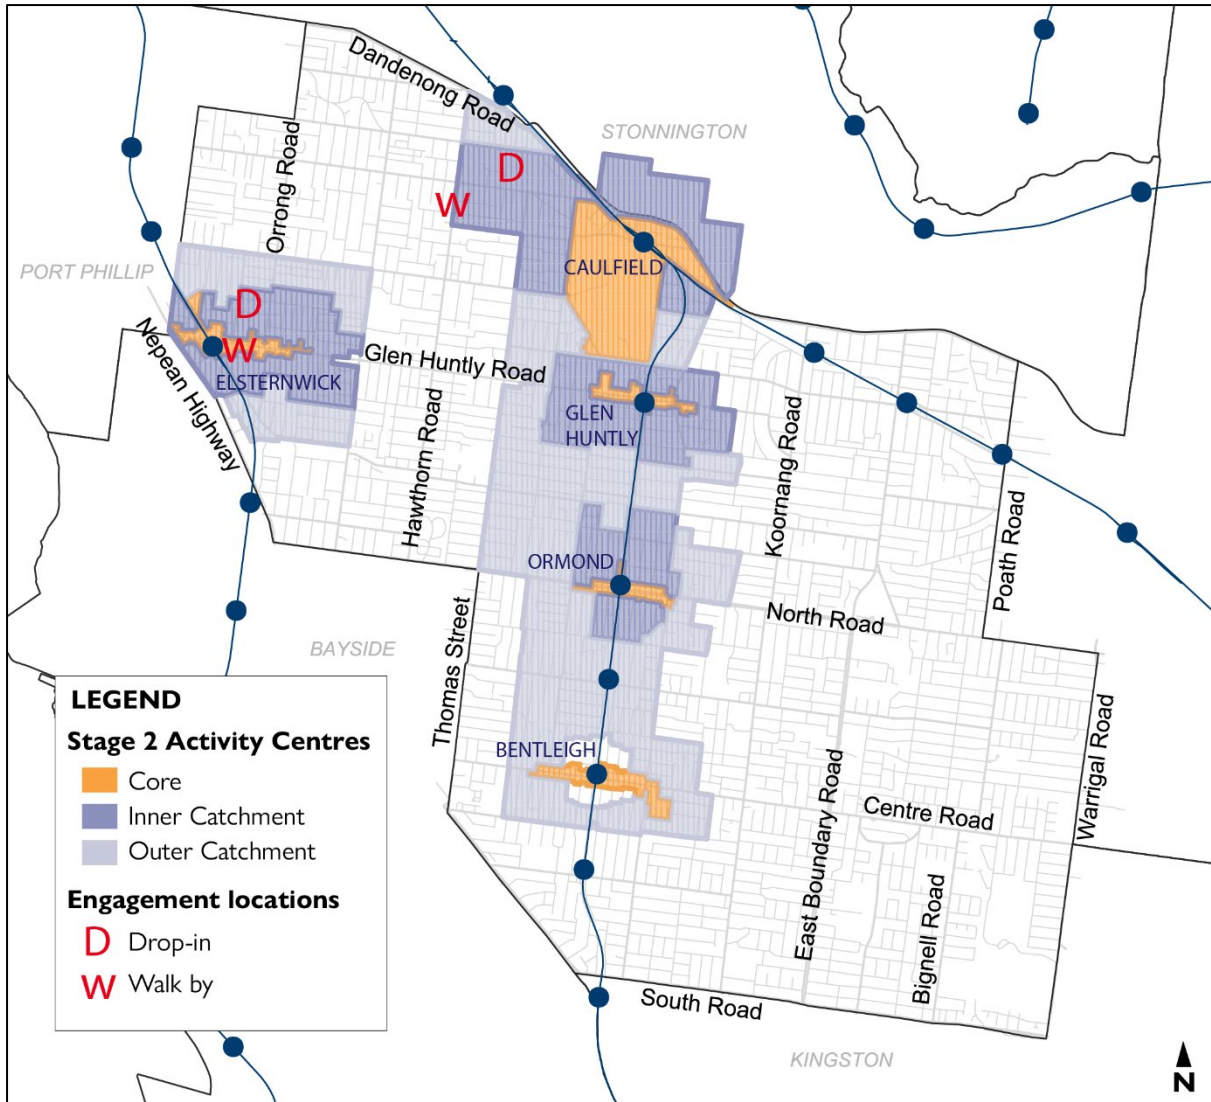 Dandenong Road
STONNINGTON
Orrong Road
D
W
CAULFIELD
PORT PHILLIP
D
W
ELSTERNWICK
Nepean Highway
Glen Huntly Road
GLEN
HUNTLY
Hawthorn Road
Koornang Road
Poath Road
ORMOND
North Road
Thomas Street
BAYSIDE
BENTLEIGH
Warrigal Road
Centre Road
East Boundary Road
Bignell Road
South Road
KINGSTON
N
LEGEND
Stage 2 Activity Centres
Core
Inner Catchment
Outer Catchment
Engagement locations
D Drop-in
W Walk by